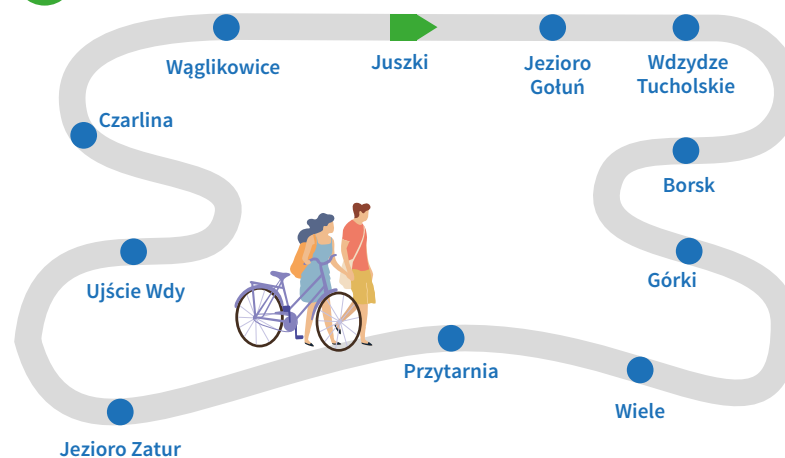 Wąglikowice
Juszki
Jezioro
Gołuń
Wdzydze
Tucholskie
Czarlina
Borsk
Ujście Wdy
Górki
Przytarnia
Wiele
Jezioro Zatur